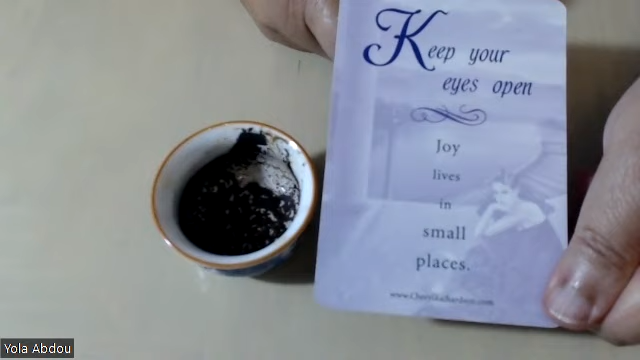 Keep your
eyes open
Joy
lives
in
small
places.
Yola Abdou